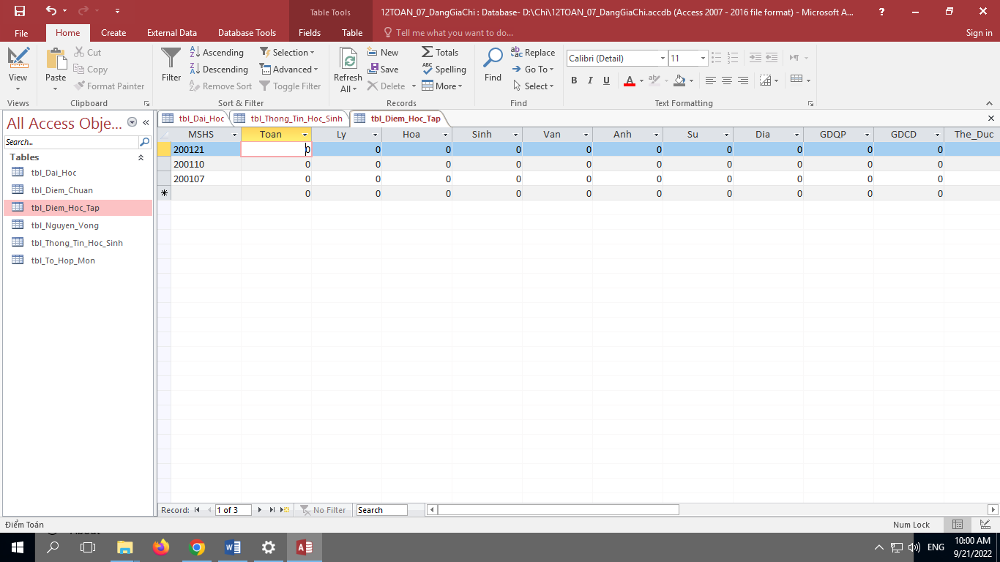 Table Tools
12TOAN_07_DangGiaChi : Database- D:\Chi\12TOAN_07_DangGiaChi.accdb (Access 2007 - 2016 file format) - Microsoft A...
?
File Home Create External Data Database Tools Fields Table Tell me what you want to do... Sign in
View
Views
Paste
Cut
Copy
Format Painter
Clipboard
Filter
Ascending
Descending
Remove Sort
Selection
Advanced
Toggle Filter
Sort & Filter
Refresh
All
New
Save
Delete
Totals
Spelling
More
Records
Find
Replace
Go To
Select
Find
Calibri (Detail) 11
B I U A
Text Formatting
All Access Obje...
Search...
Tables
tbl_Dai_Hoc
tbl_Diem_Chuan
tbl_Diem_Hoc_Tap
tbl_Nguyen_Vong
tbl_Thong_Tin_Hoc_Sinh
tbl_To_Hop_Mon
tbl_Dai_Hoc tbl_Thong_Tin_Hoc_Sinh tbl_Diem_Hoc_Tap
MSHS Toan Ly Hoa Sinh Van Anh Su Dia GDQP GDCD The_Duc
200121 0 0 0 0 0 0 0 0 0 0
200110 0 0 0 0 0 0 0 0 0 0
200107 0 0 0 0 0 0 0 0 0 0
* 0 0 0 0 0 0 0 0 0 0
Record: 1 of 3 No Filter Search
Điểm Toán Num Lock
ENG
10:00 AM
9/21/2022